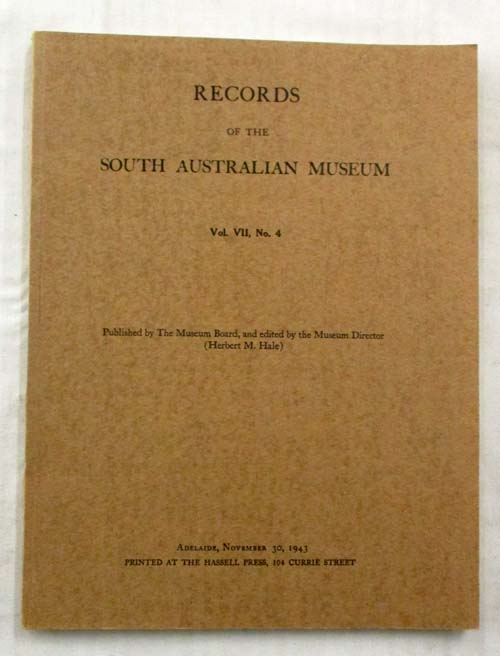 RECORDS
OF THE
SOUTH AUSTRALIAN MUSEUM
Vol. VII, No. 4
Published by The Museum Board, and edited by the Museum Director
(Herbert M. Hale)
Adelaide, November 30, 1943
PRINTED AT THE HASSELL PRESS, 104 CURRIE STREET